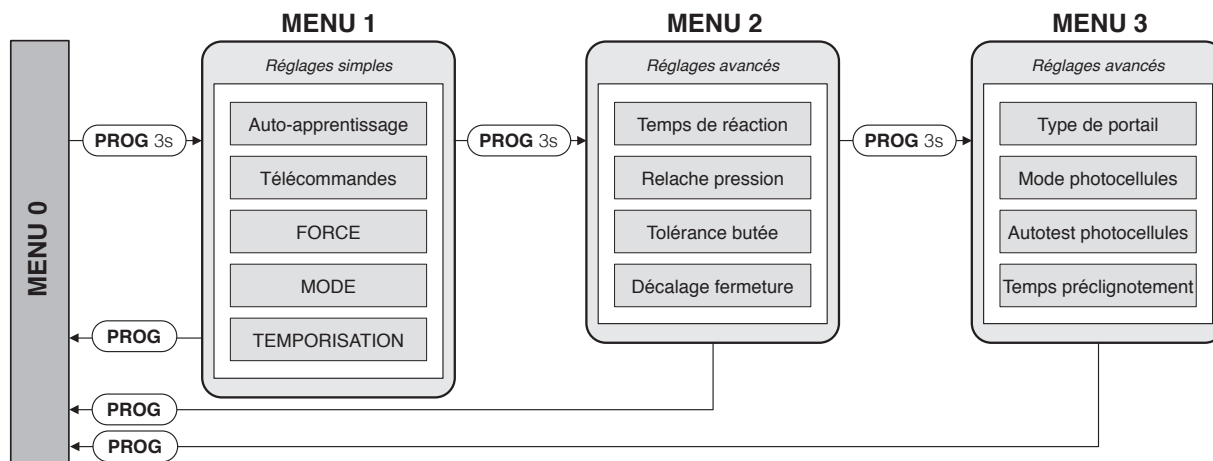 MENU 0
PROG 3s
MENU 1
Réglages simples
Auto-apprentissage
Télécommandes
FORCE
MODE
TEMPORISATION
PROG 3s
MENU 2
Réglages avancés
Temps de réaction
Relache pression
Tolérance butée
Décalage fermeture
PROG 3s
MENU 3
Réglages avancés
Type de portail
Mode photocellules
Autotest photocellules
Temps préclignotement
PROG
PROG
PROG